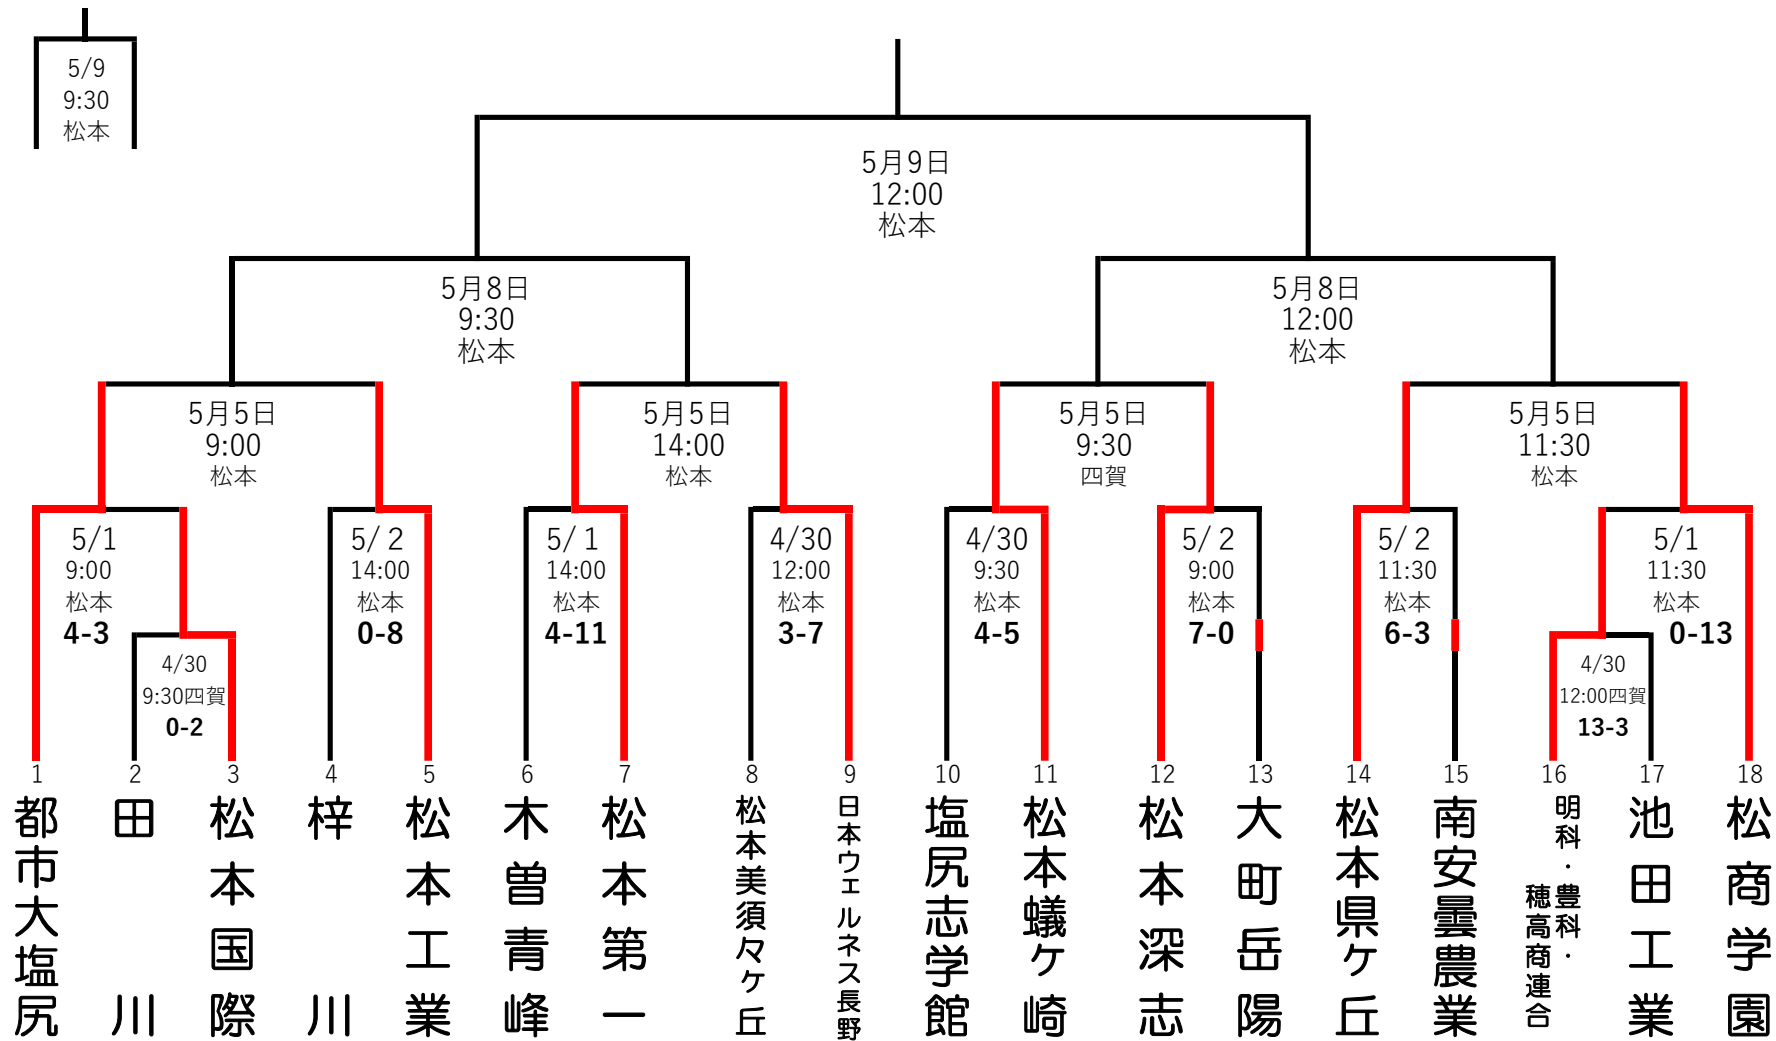 5/9
9:30
松本
5月9日
12:00
松本
5月8日
9:30
松本
5月8日
12:00
松本
5月5日
9:00
松本
5月5日
14:00
松本
5月5日
9:30
四賀
5月5日
11:30
松本
5/1
9:00
松本
4-3
5/ 2
14:00
松本
0-8
5/ 1
14:00
松本
4-11
4/30
12:00
松本
3-7
4/30
9:30
松本
4-5
5/ 2
9:00
松本
7-0
5/ 2
11:30
松本
6-3
5/1
11:30
松本
0-13
4/30
9:30四賀
0-2
4/30
12:00四賀
13-3
1
都市大塩尻
2
田川
3
松本国際
4
梓川
5
松本工業
6
木曽青峰
7
松本第一
8
松本美須々ケ丘
9
日本ウェルネス長野
10
塩尻志学館
11
松本蟻ケ崎
12
松本深志
13
大町岳陽
14
松本県ケ丘
15
南安曇農業
16
明科・豊科・
穂高商連合
17
池田工業
18
松商学園